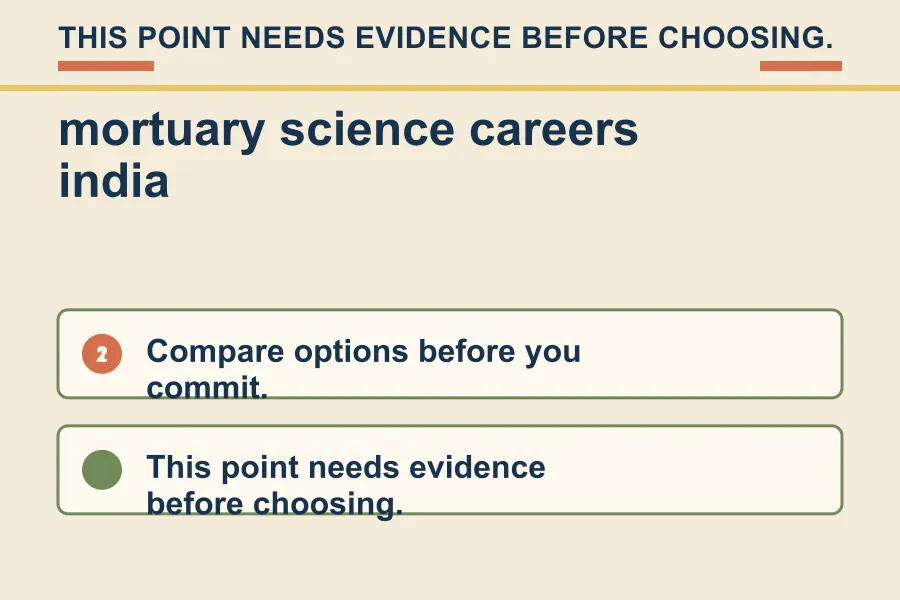 THIS POINT NEEDS EVIDENCE BEFORE CHOOSING.
mortuary science careers
india
2
Compare options before you
commit.
This point needs evidence
before choosing.